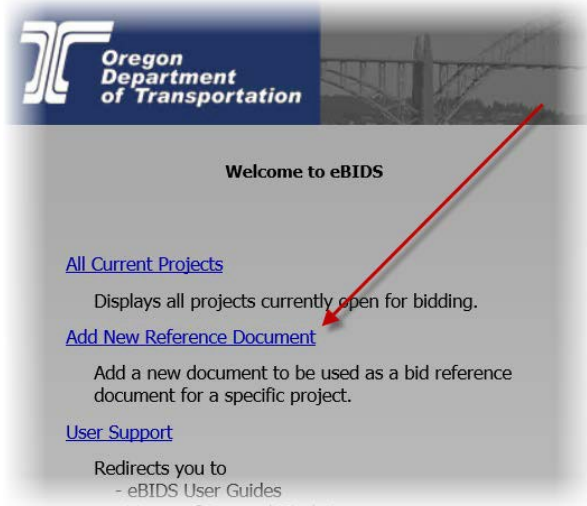 Oregon
Department
of Transportation
Welcome to eBIDS
All Current Projects
Displays all projects currently open for bidding.
Add New Reference Document
Add a new document to be used as a bid reference
document for a specific project.
User Support
Redirects you to
- eBIDS User Guides